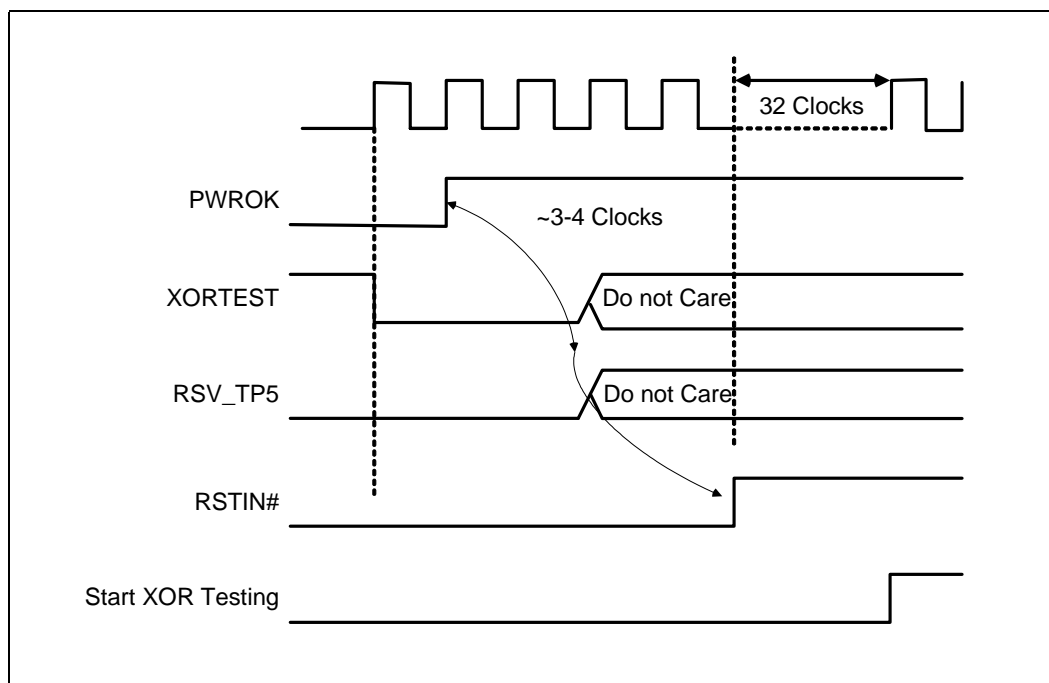 32 Clocks
PWROK
~3-4 Clocks
XORTEST
Do not Care
RSV_TP5
Do not Care
RSTIN#
Start XOR Testing